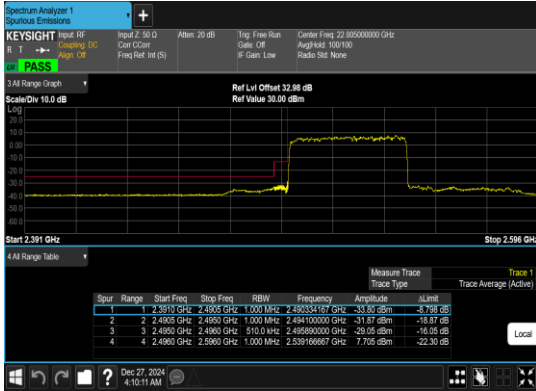 Spectrum Analyzer 1
Spurious Emissions
KEYSIGHT Input: RF Input Z: 50 Ω Atten: 20 dB Trig: Free Run Center Freq: 22.005000000 GHz
R T Coupling: DC Corr CCorr Gate: Off Avg|Hold: 100/100
Align: Off Freq Ref: Int (S) IF Gain: Low Radio Std: None
PASS
3 All Range Graph
Ref Lvl Offset 32.98 dB
Scale/Div 10.0 dB Ref Value 30.00 dBm
Log
20.0
10.0
0.00
-10.0
-20.0
-30.0
-40.0
-50.0
-60.0
Start 2.391 GHz Stop 2.596 GHz
4 All Range Table
Measure Trace Trace 1
Trace Type Trace Average (Active)
Spur Range Start Freq Stop Freq RBW Frequency Amplitude ΔLimit
1 1 2.3910 GHz 2.4905 GHz 1.000 MHz 2.490334167 GHz -33.80 dBm -8.798 dB
2 2 2.4905 GHz 2.4950 GHz 1.000 MHz 2.494100000 GHz -31.87 dBm -18.87 dB
3 3 2.4950 GHz 2.4960 GHz 510.0 kHz 2.495890000 GHz -29.05 dBm -16.05 dB
4 4 2.4960 GHz 2.5960 GHz 1.000 MHz 2.539166667 GHz 7.705 dBm -22.30 dB
Local
Dec 27, 2024
4:10:11 AM